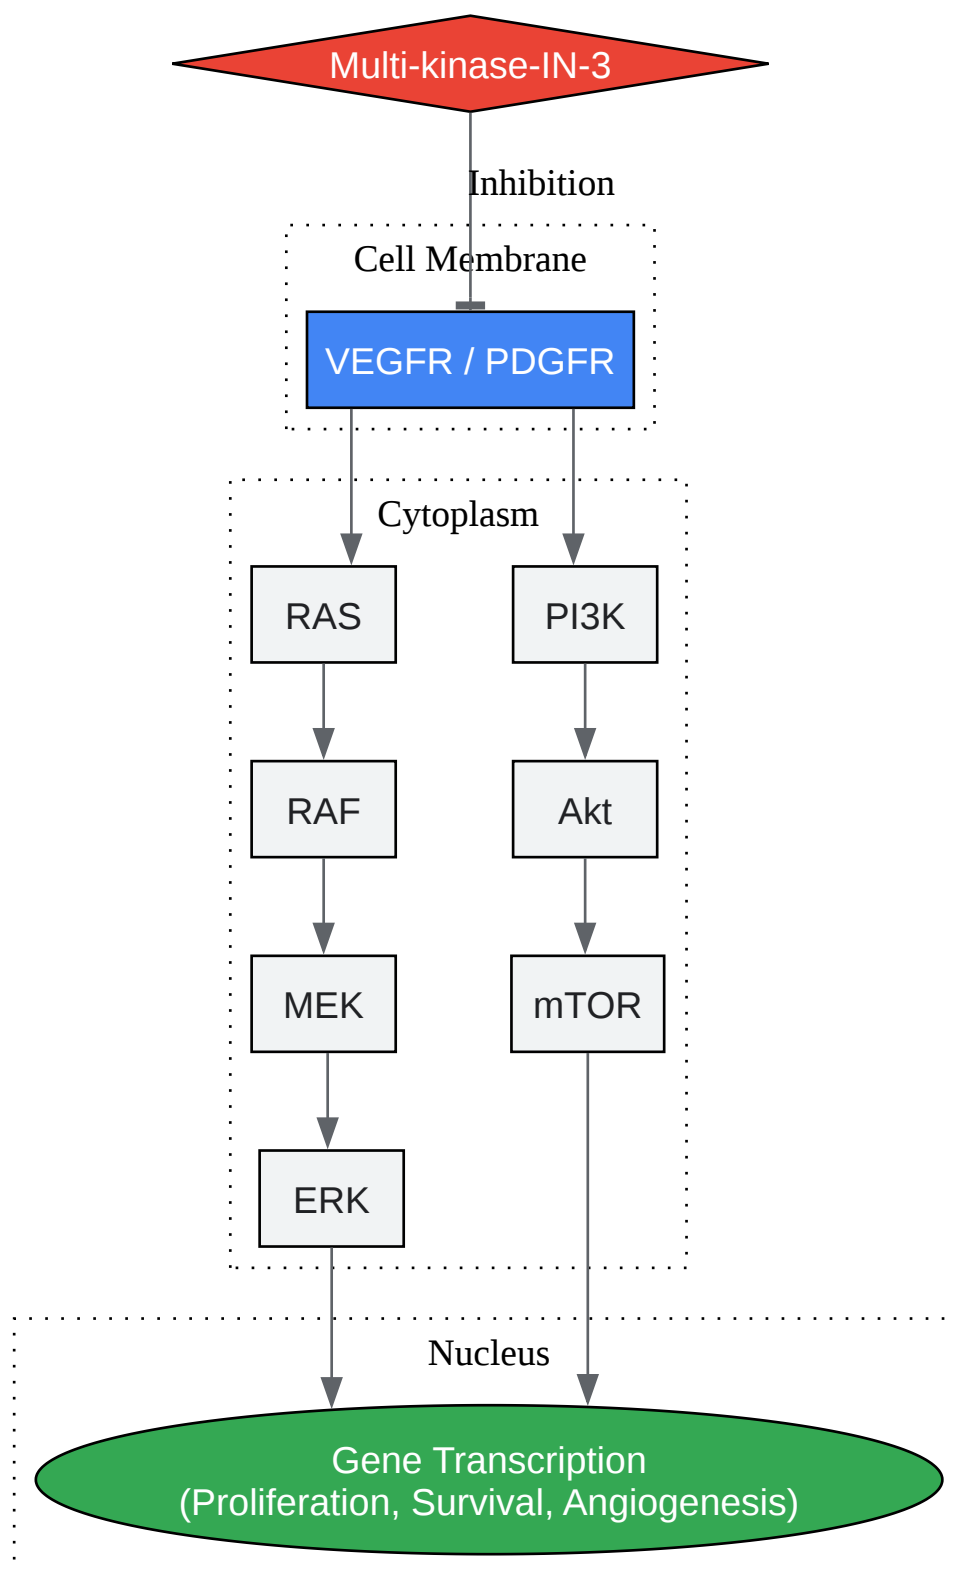 Multi-kinase-IN-3
Inhibition
Cell Membrane
VEGFR / PDGFR
Cytoplasm
RAS
PI3K
RAF
Akt
MEK
mTOR
ERK
Nucleus
Gene Transcription
(Proliferation, Survival, Angiogenesis)